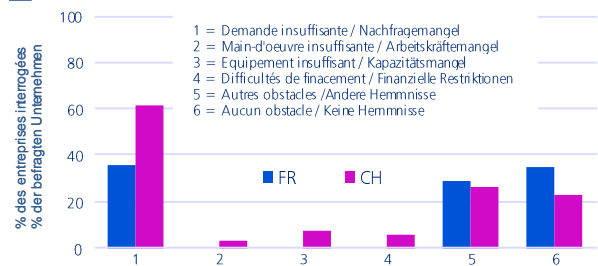 % des entreprises interrogées
% der befragten Unternehmen
100
80
60
40
20
0
1 = Demande insuffisante / Nachfragemangel
2 = Main-d'oeuvre insuffisante / Arbeitskräftemangel
3 = Equipement insuffisant / Kapazitätsmangel
4 = Difficultés de finacement / Finanzielle Restriktionen
5 = Autres obstacles /Andere Hemmnisse
6 = Aucun obstacle / Keine Hemmnisse
FR CH
1 2 3 4 5 6